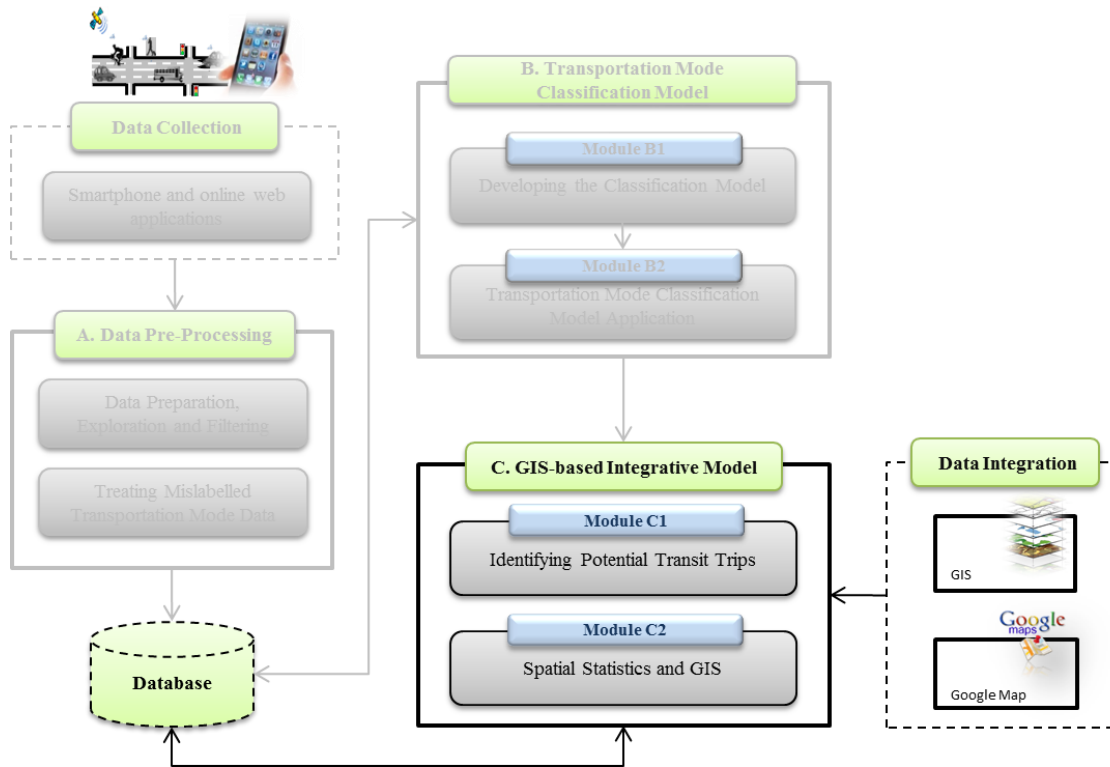 Data Collection
Smartphone and online web
applications
A. Data Pre-Processing
Data Preparation,
Exploration and Filtering
Treating Mislabelled
Transportation Mode Data
Database
B. Transportation Mode
Classification Model
Module B1
Developing the Classification Model
Module B2
Transportation Mode Classification
Model Application
C. GIS-based Integrative Model
Module C1
Identifying Potential Transit Trips
Module C2
Spatial Statistics and GIS
Data Integration
GIS
Google
maps
Google Map